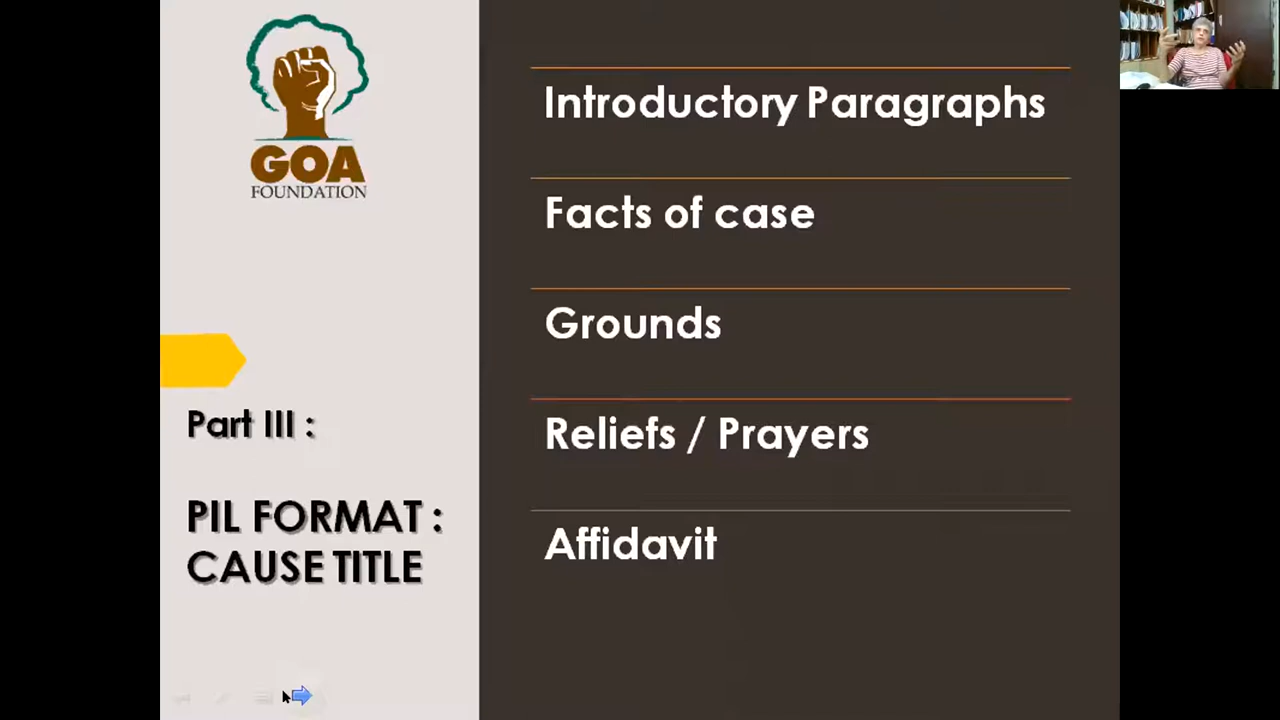 GOA
FOUNDATION
Part III :
PIL FORMAT :
CAUSE TITLE
Introductory Paragraphs
Facts of case
Grounds
Reliefs / Prayers
Affidavit